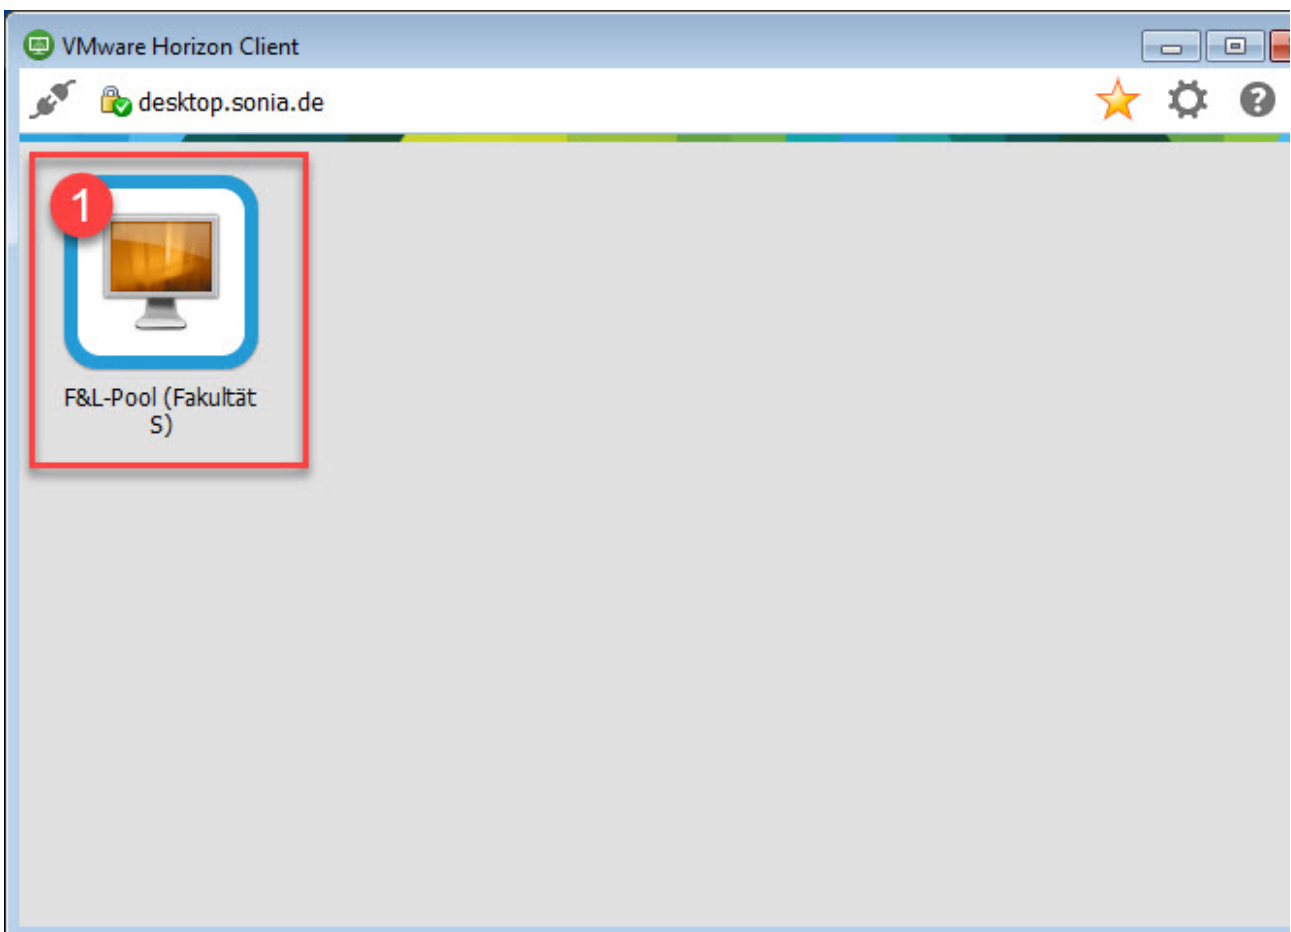 VMware Horizon Client
desktop.sonia.de
1
F&L-Pool (Fakultät
S)